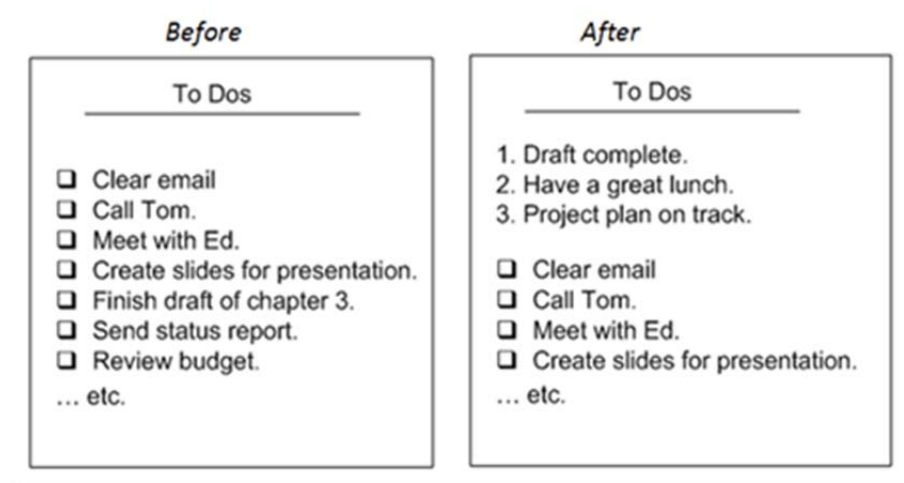 Before
To Dos
❑ Clear email
❑ Call Tom.
❑ Meet with Ed.
❑ Create slides for presentation.
❑ Finish draft of chapter 3.
❑ Send status report.
❑ Review budget.
... etc.
After
To Dos
1. Draft complete.
2. Have a great lunch.
3. Project plan on track.
❑ Clear email
❑ Call Tom.
❑ Meet with Ed.
❑ Create slides for presentation.
... etc.